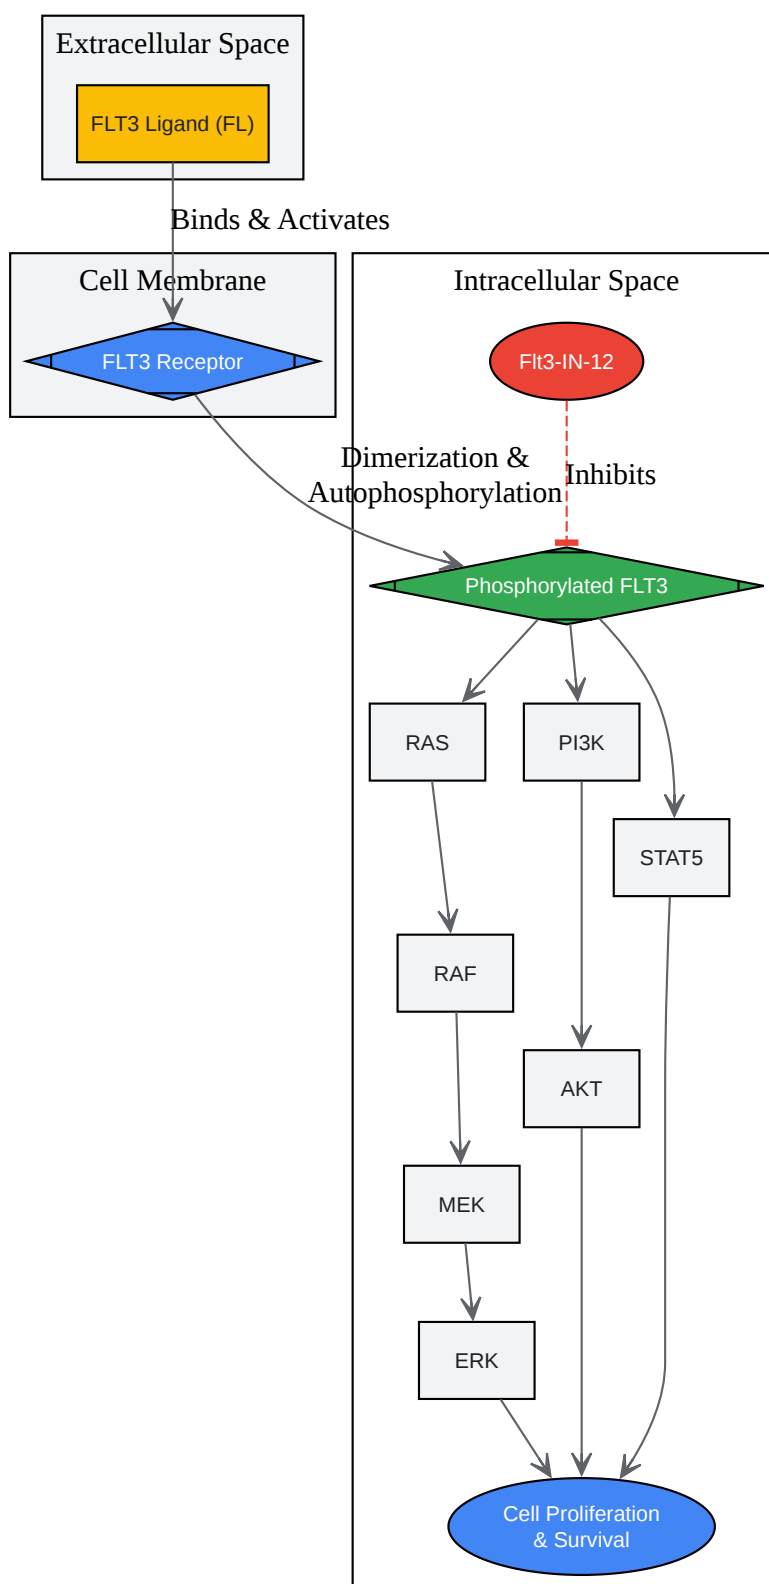 Extracellular Space
FLT3 Ligand (FL)
Binds & Activates
Cell Membrane
Intracellular Space
FLT3 Receptor
Flt3-IN-12
Dimerization &
Autophosphorylation
Inhibits
Phosphorylated FLT3
RAS
PI3K
STAT5
RAF
AKT
MEK
ERK
Cell Proliferation
& Survival